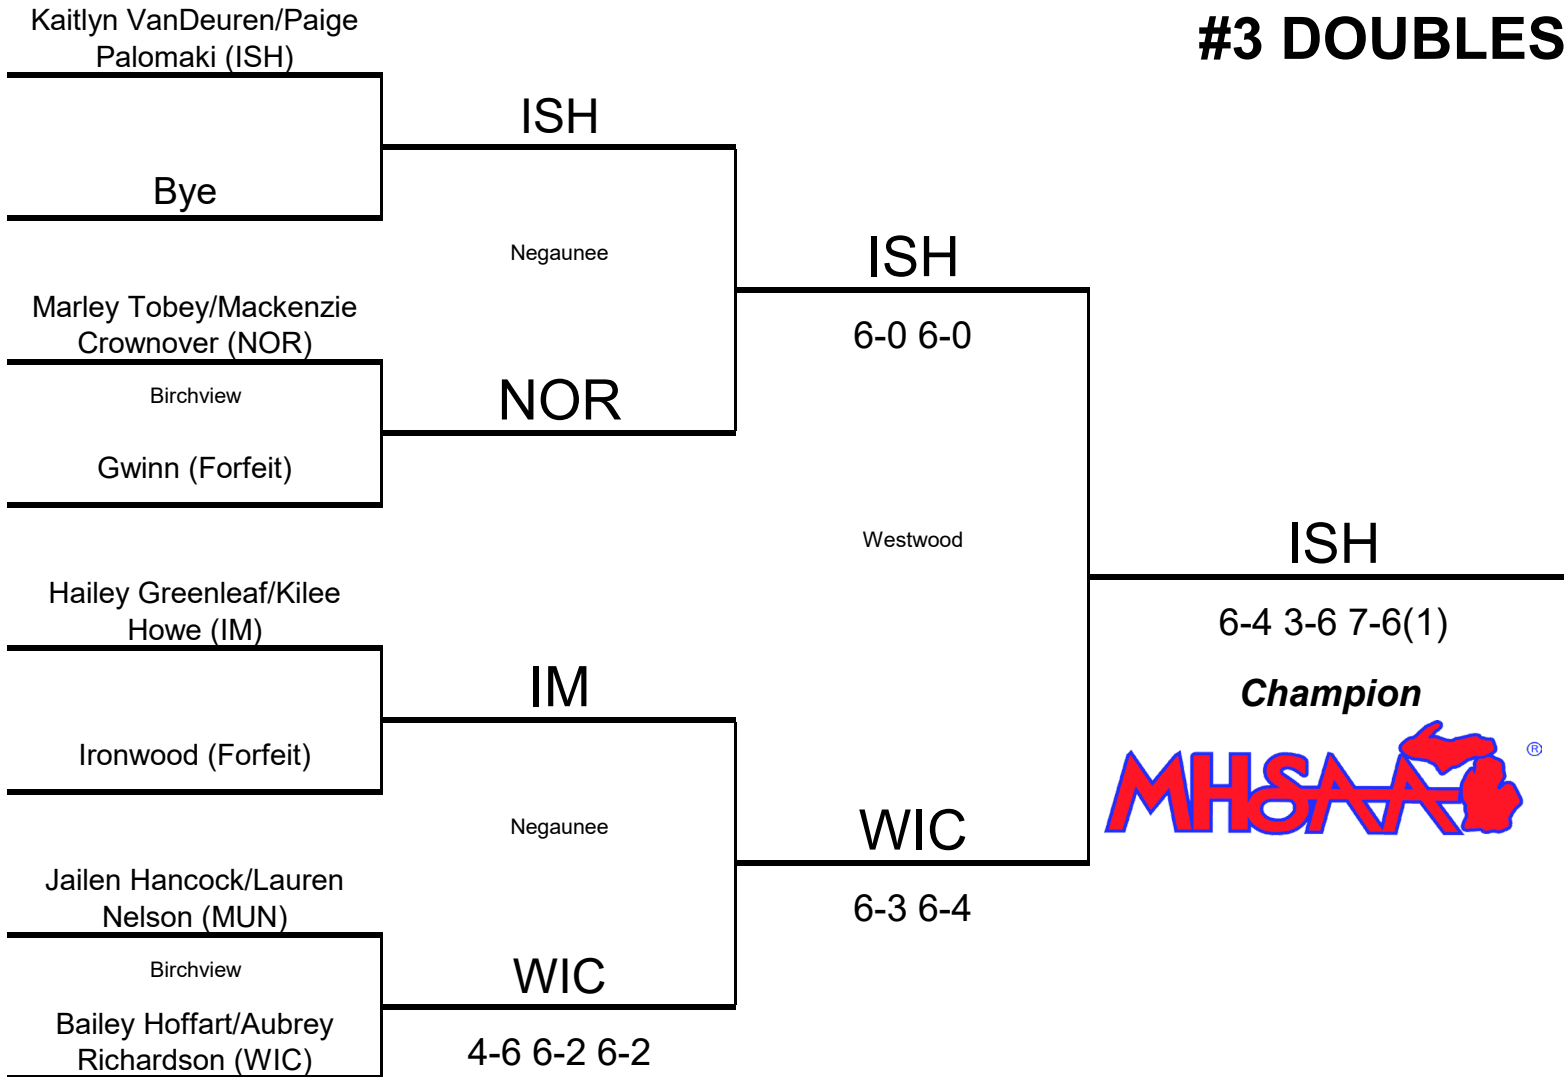 Kaitlyn VanDeuren/Paige
Palomaki (ISH)
#3 DOUBLES
ISH
Bye
Negaunee
ISH
6-0 6-0
Marley Tobey/Mackenzie
Crownover (NOR)
Birchview
NOR
Gwinn (Forfeit)
Westwood
ISH
6-4 3-6 7-6(1)
Champion
MHSAA ®
Hailey Greenleaf/Kilee
Howe (IM)
IM
Ironwood (Forfeit)
Negaunee
WIC
6-3 6-4
Jailen Hancock/Lauren
Nelson (MUN)
Birchview
WIC
Bailey Hoffart/Aubrey
Richardson (WIC)
4-6 6-2 6-2